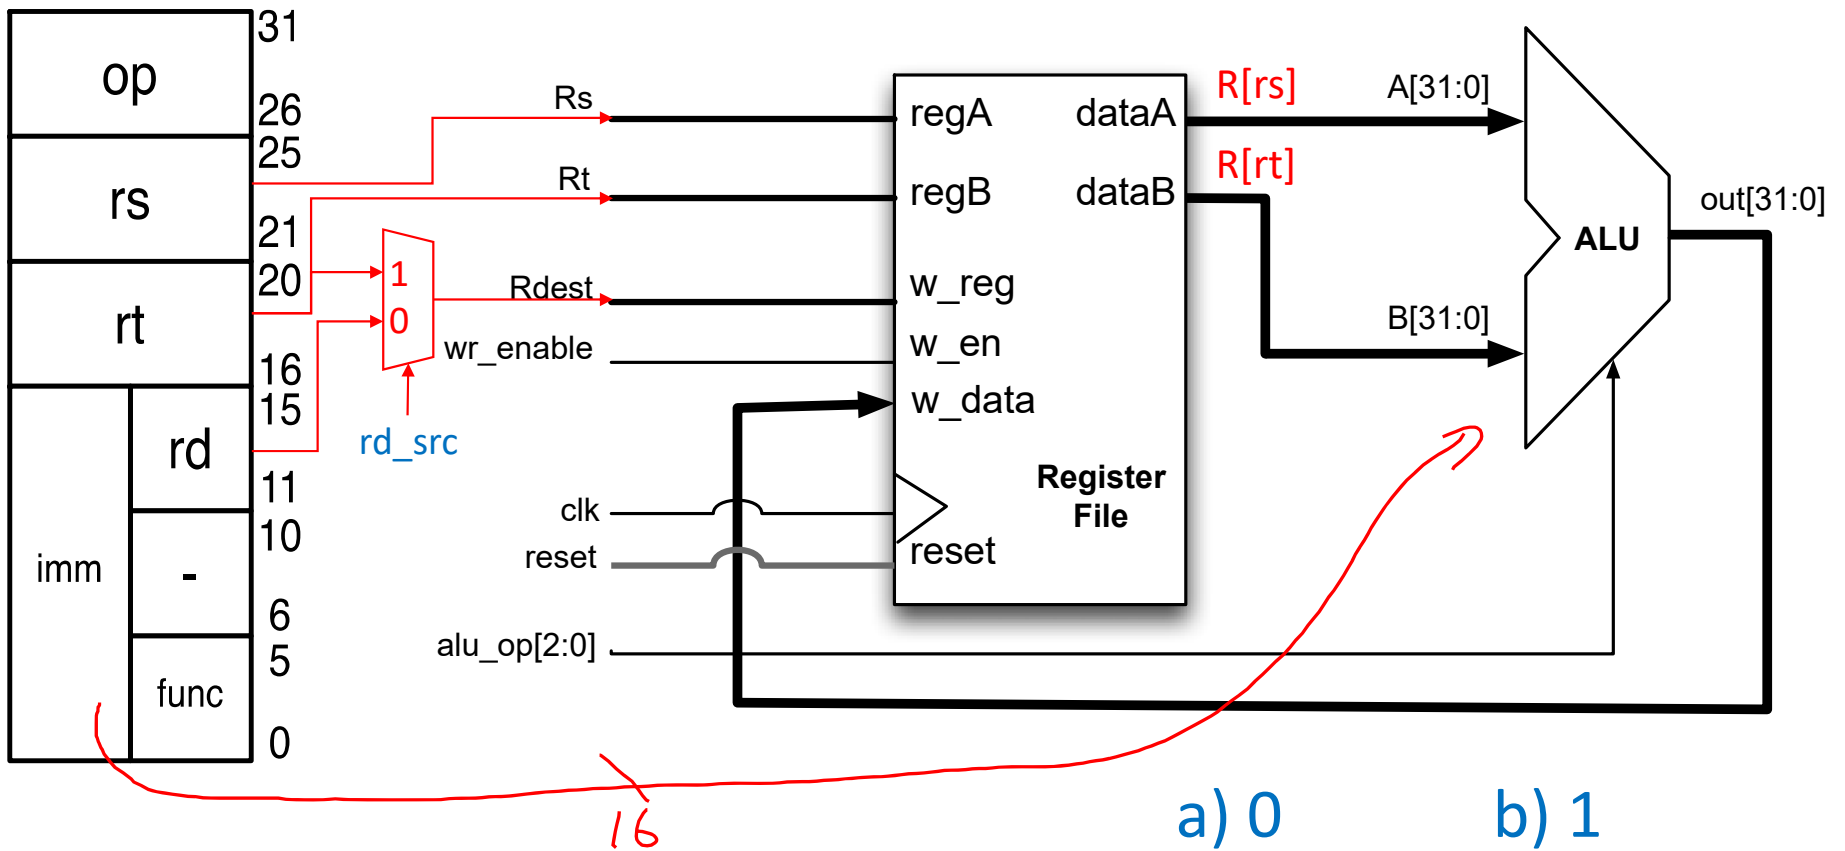 op
31
26
rs
25
21
rt
20
16
imm
rd
15
11
-
10
6
func
5
0
1
0
rd_src
Rs
Rt
Rdest
wr_enable
clk
reset
alu_op[2:0]
regA
dataA
regB
dataB
w_reg
w_en
w_data
Register
File
reset
R[rs]
R[rt]
A[31:0]
B[31:0]
ALU
out[31:0]
16
a) 0
b) 1